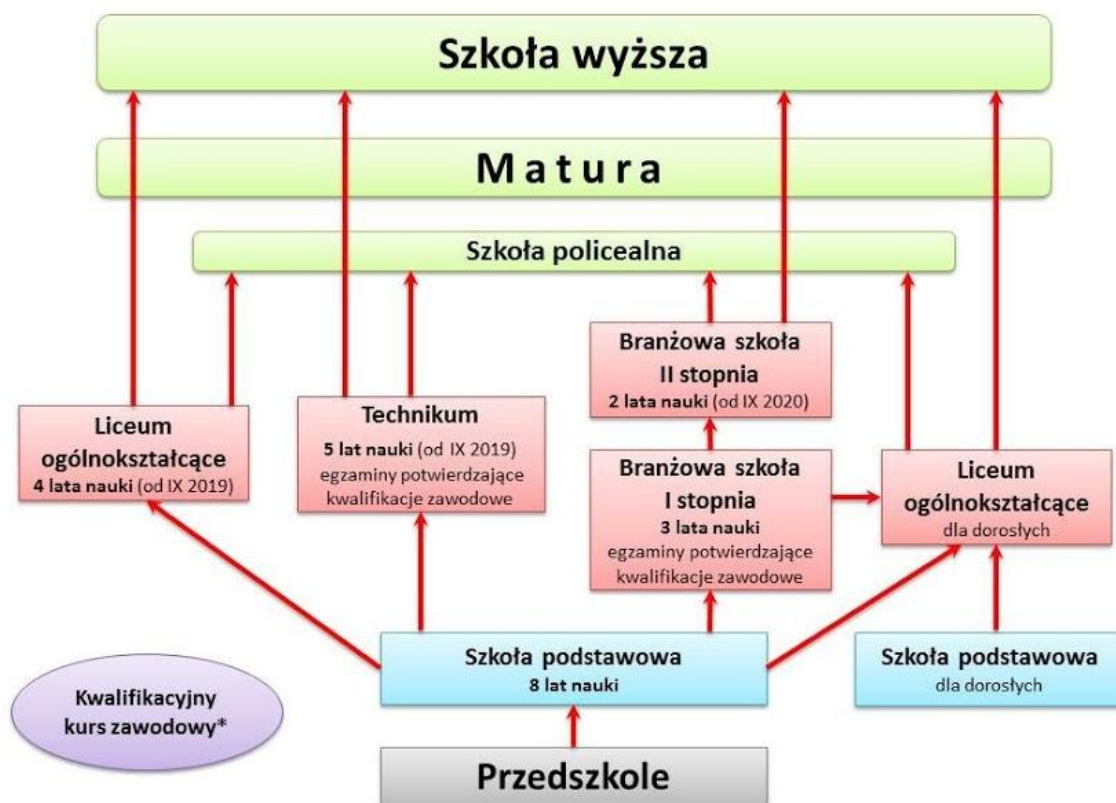 Szkoła wyższa
Matura
Szkoła policealna
Branżowa szkoła
II stopnia
2 lata nauki (od IX 2020)
Liceum
ogólnokształcące
4 lata nauki (od IX 2019)
Technikum
5 lat nauki (od IX 2019)
egzaminy potwierdzające
kwalifikacje zawodowe
Branżowa szkoła
I stopnia
3 lata nauki
egzaminy potwierdzające
kwalifikacje zawodowe
Liceum
ogólnokształcące
dla dorosłych
Szkoła podstawowa
8 lat nauki
Szkoła podstawowa
dla dorosłych
Kwalifikacyjny
kurs zawodowy*
Przedszkole